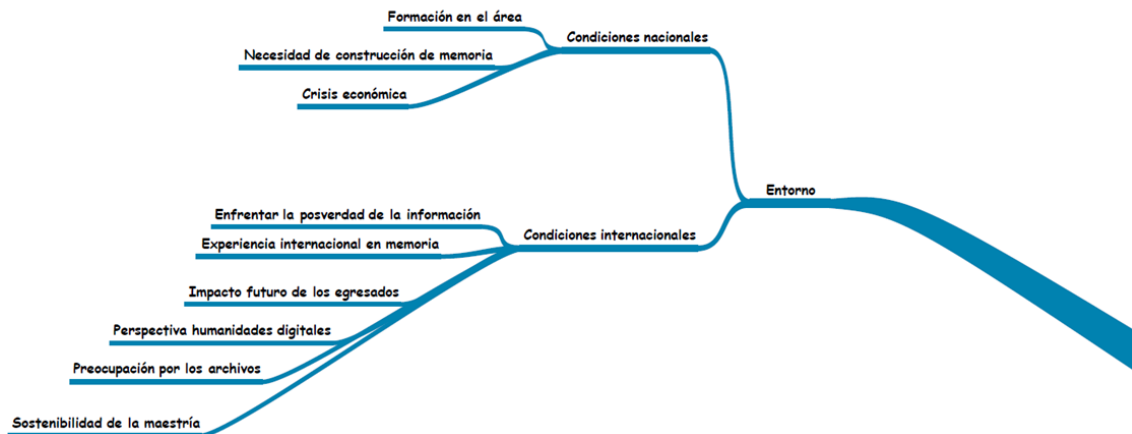 Formación en el área
Condiciones nacionales
Necesidad de construcción de memoria
Crisis económica
Entorno
Enfrentar la posverdad de la información
Condiciones internacionales
Experiencia internacional en memoria
Impacto futuro de los egresados
Perspectiva humanidades digitales
Preocupación por los archivos
Sostenibilidad de la maestría